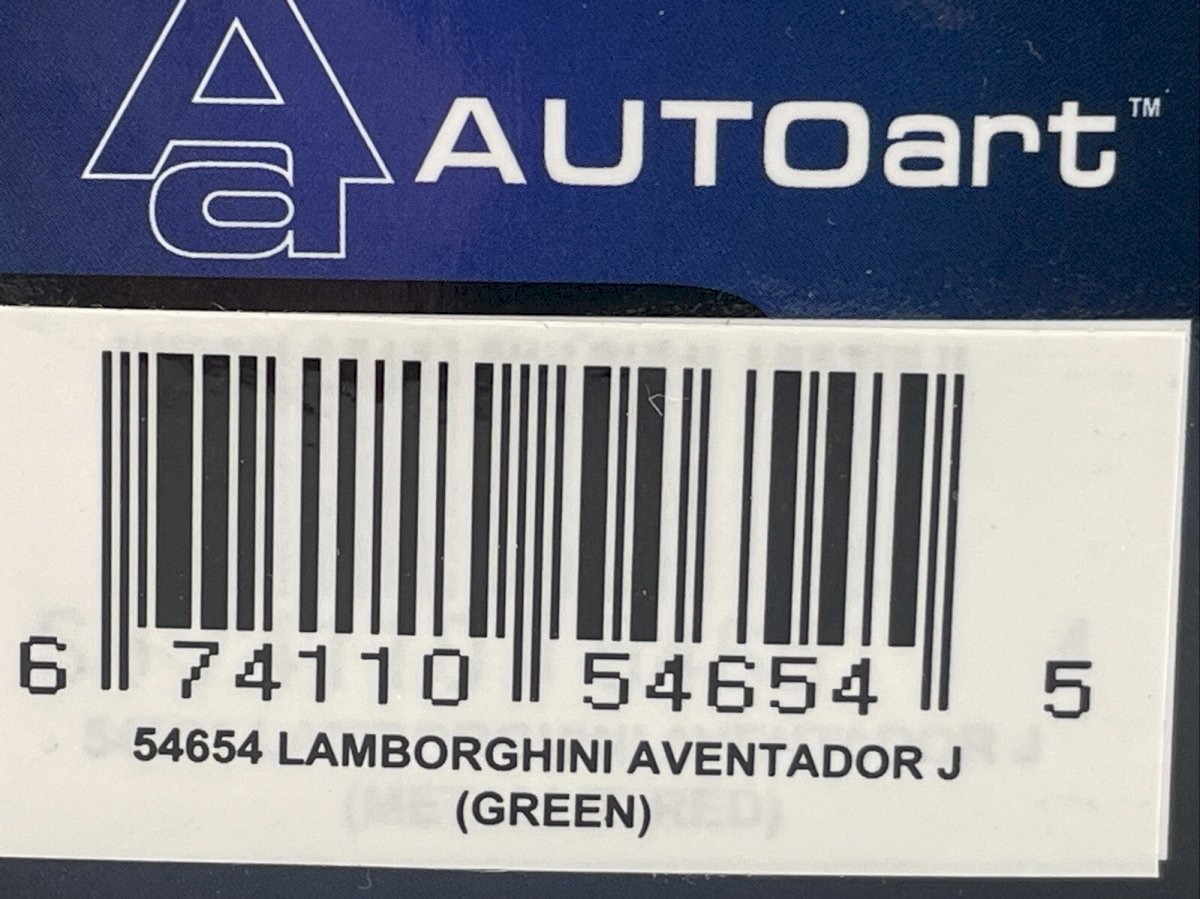 AUTOart™
6 74110 54654 5
54654 LAMBORGHINI AVENTADOR J
(GREEN)